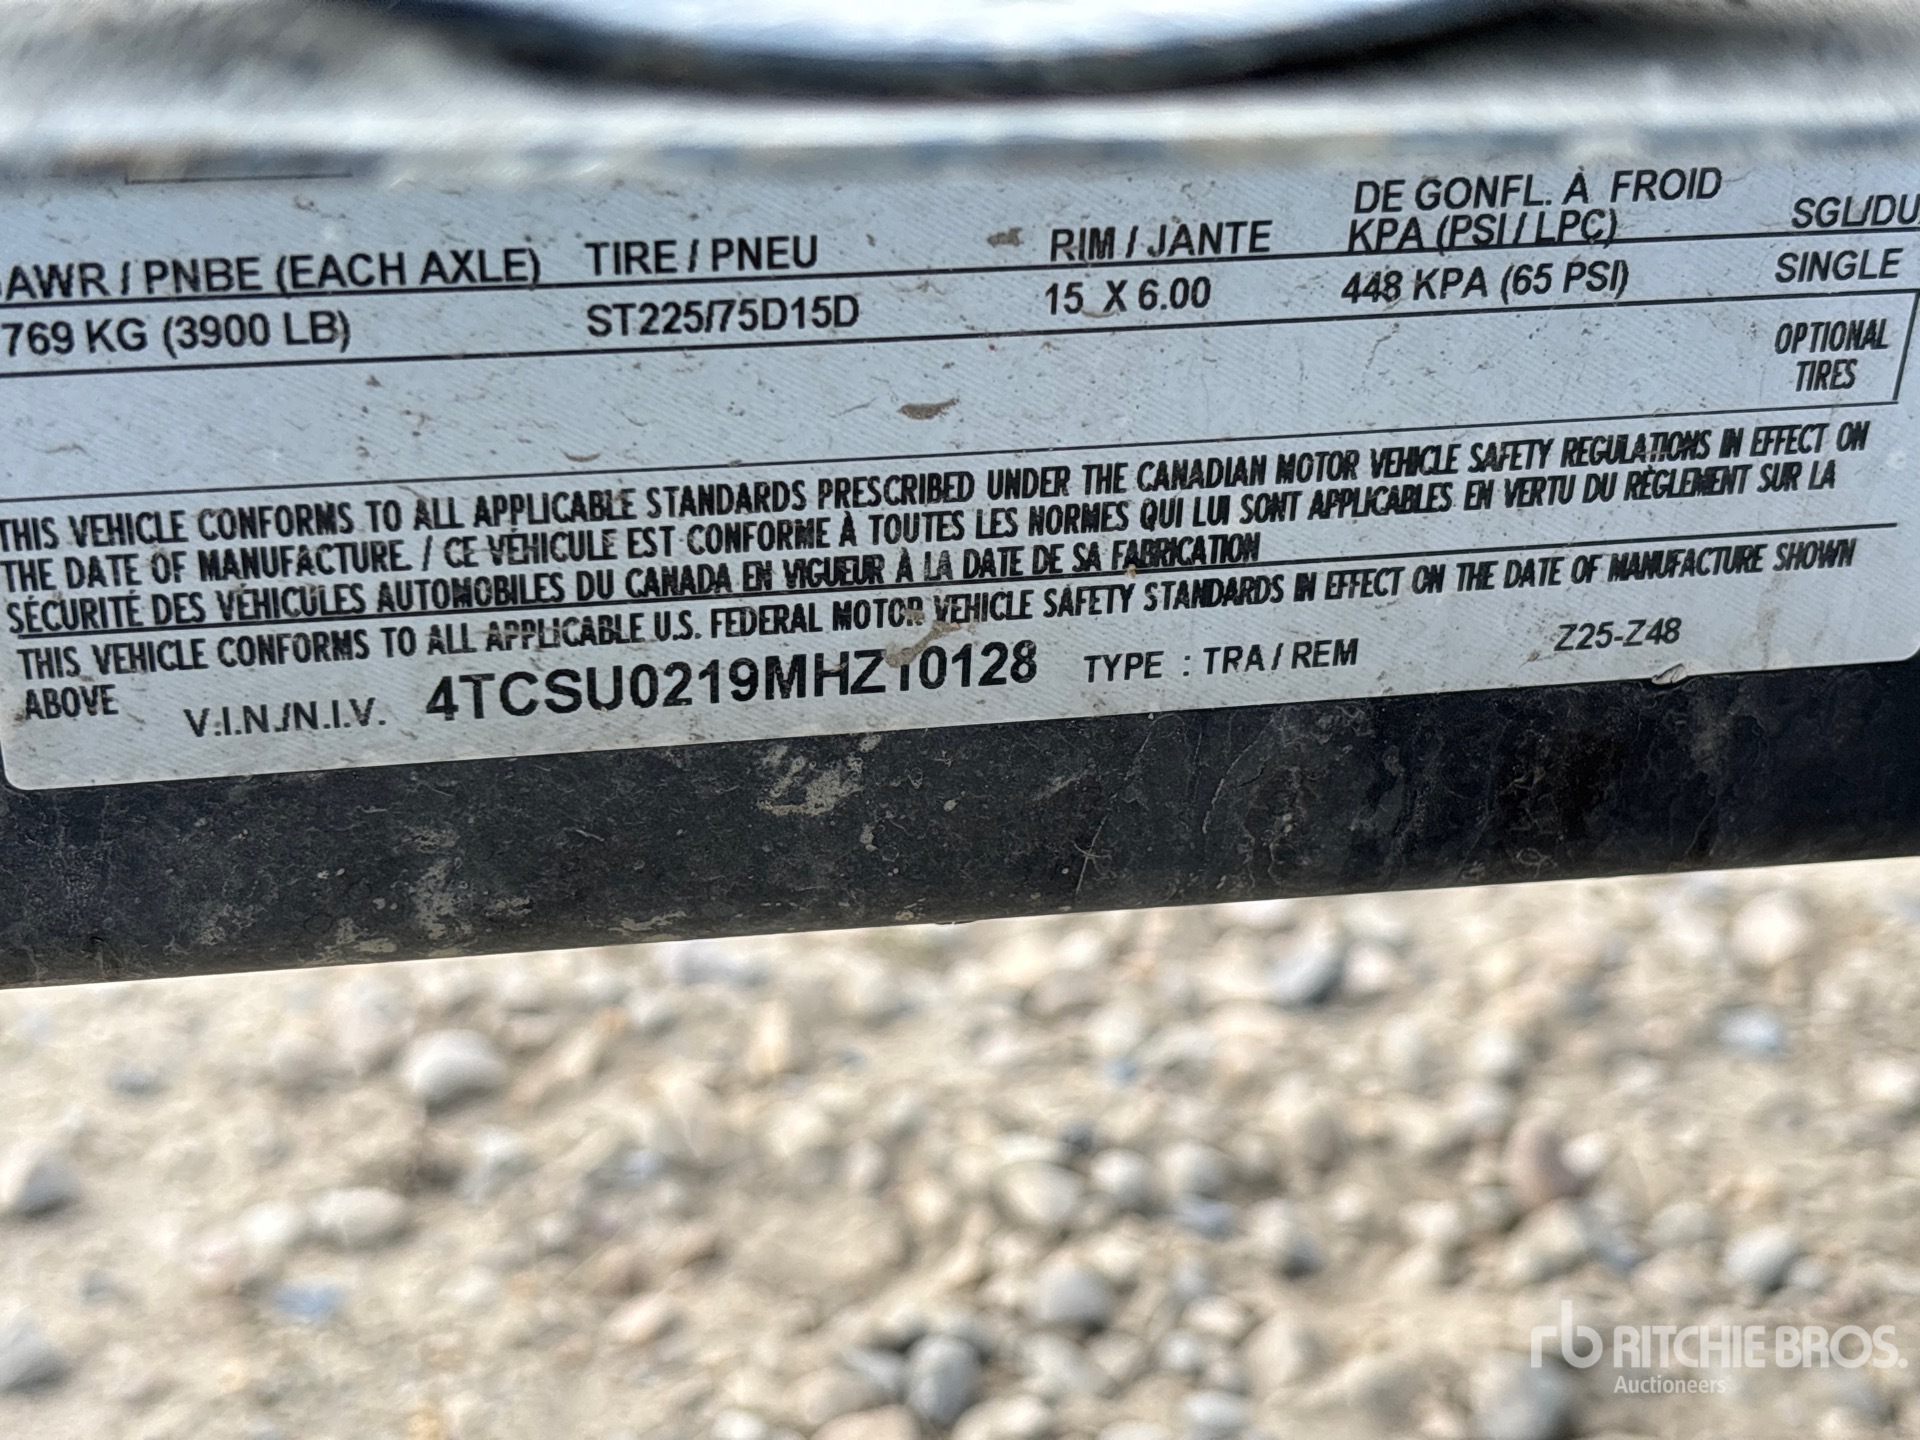 DE GONFL. À FROID
AWR / PNBE (EACH AXLE) TIRE / PNEU RIM / JANTE KPA (PSI / LPC) SGL/DU
769 KG (3900 LB) ST225/75D15D 15 X 6.00 448 KPA (65 PSI) SINGLE
OPTIONAL
TIRES
THIS VEHICLE CONFORMS TO ALL APPLICABLE STANDARDS PRESCRIBED UNDER THE CANADIAN MOTOR VEHICLE SAFETY REGULATIONS IN EFFECT ON
THE DATE OF MANUFACTURE. / CE VÉHICULE EST CONFORME À TOUTES LES NORMES QUI LUI SONT APPLICABLES EN VERTU DU RÈGLEMENT SUR LA
SÉCURITÉ DES VÉHICULES AUTOMOBILES DU CANADA EN VIGUEUR À LA DATE DE SA FABRICATION
THIS VEHICLE CONFORMS TO ALL APPLICABLE U.S. FEDERAL MOTOR VEHICLE SAFETY STANDARDS IN EFFECT ON THE DATE OF MANUFACTURE SHOWN
ABOVE V.I.N./N.I.V. 4TCSU0219MHZ10128 TYPE : TRA / REM Z25-Z48
rb RITCHIE BROS.
Auctioneers